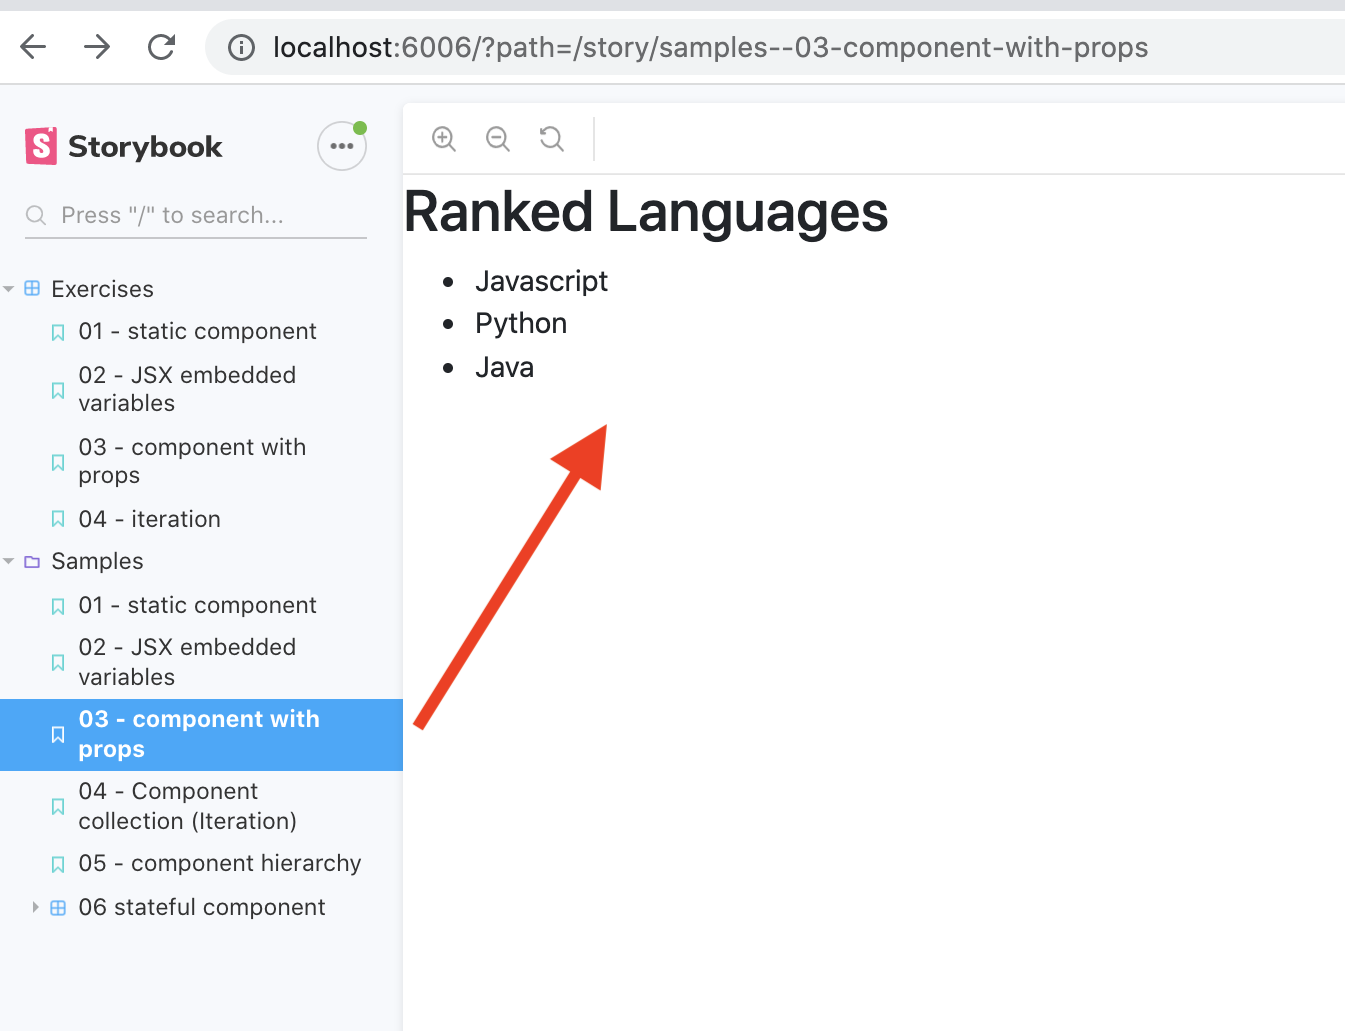 localhost:6006/?path=/story/samples--03-component-with-props
Storybook
Press "/" to search...
Exercises
01 - static component
02 - JSX embedded
variables
03 - component with
props
04 - iteration
Samples
01 - static component
02 - JSX embedded
variables
03 - component with
props
04 - Component
collection (Iteration)
05 - component hierarchy
06 stateful component
Ranked Languages
Javascript
Python
Java